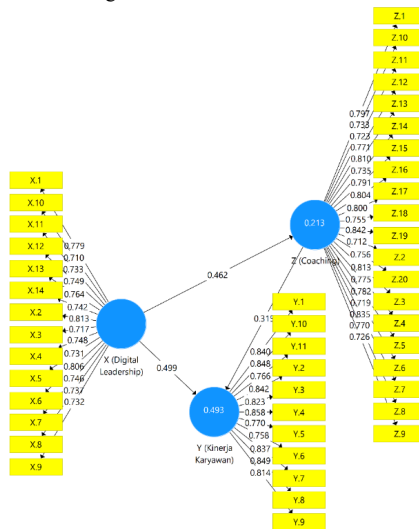 X.1
X.10
X.11
X.12
X.13
X.14
X.2
X.3
X.4
X.5
X.6
X.7
X.8
X.9
0.779
0.710
0.733
0.749
0.764
0.742
0.813
0.717
0.748
0.731
0.806
0.746
0.737
0.732
X (Digital
Leadership)
0.462
0.499
0.315
0.213
Z (Coaching)
0.797
0.733
0.723
0.771
0.810
0.735
0.791
0.804
0.800
0.755
0.842
0.712
0.756
0.813
0.775
0.782
0.719
0.835
0.770
0.726
Z.1
Z.10
Z.11
Z.12
Z.13
Z.14
Z.15
Z.16
Z.17
Z.18
Z.19
Z.2
Z.20
Z.3
Z.4
Z.5
Z.6
Z.7
Z.8
Z.9
0.493
Y (Kinerja
Karyawan)
0.840
0.848
0.766
0.842
0.823
0.858
0.770
0.758
0.837
0.849
0.814
Y.1
Y.10
Y.11
Y.2
Y.3
Y.4
Y.5
Y.6
Y.7
Y.8
Y.9